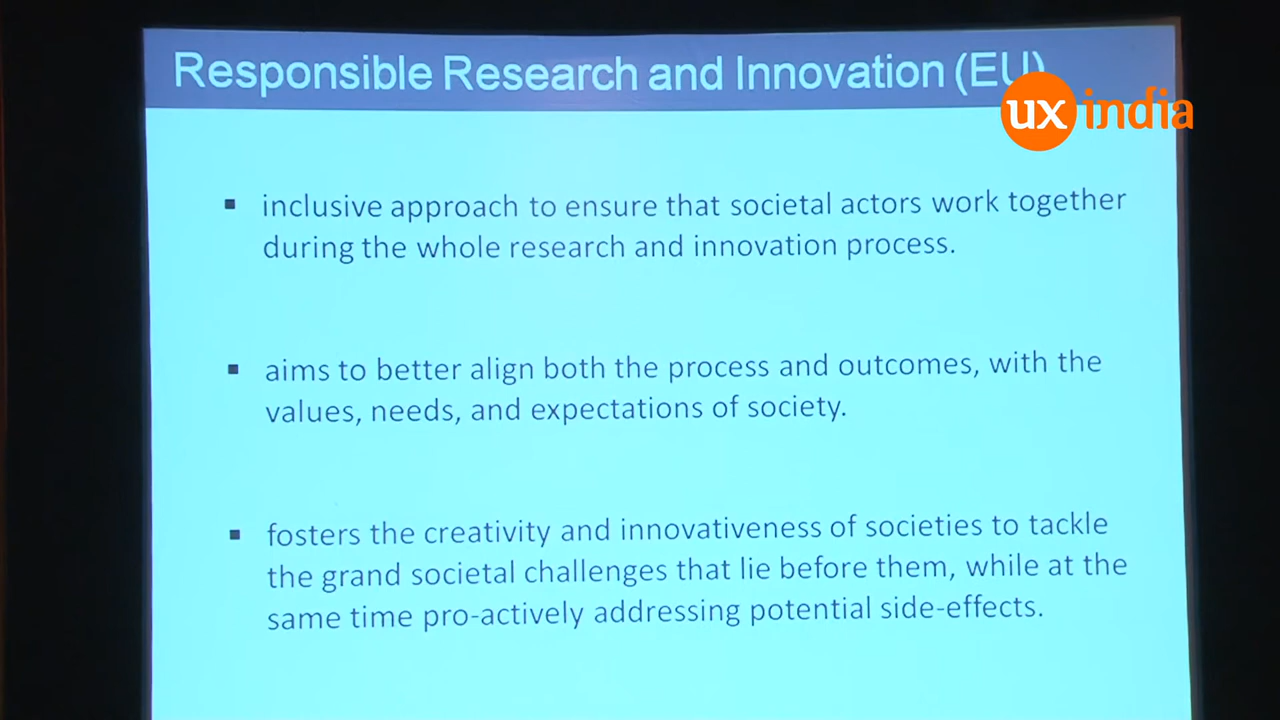 Responsible Research and Innovation (EU)
ux india
▪ inclusive approach to ensure that societal actors work together
during the whole research and innovation process.
▪ aims to better align both the process and outcomes, with the
values, needs, and expectations of society.
▪ fosters the creativity and innovativeness of societies to tackle
the grand societal challenges that lie before them, while at the
same time pro-actively addressing potential side-effects.